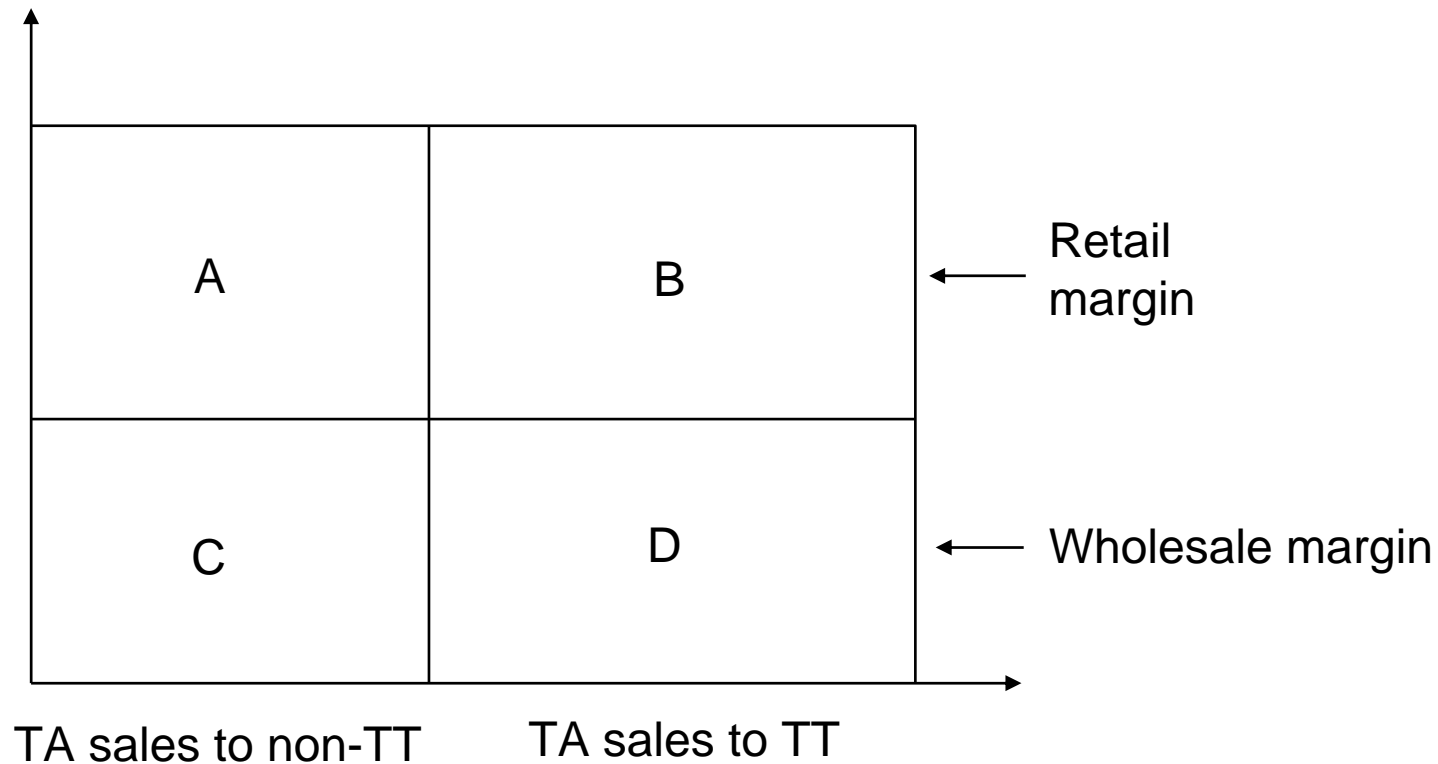 A
B
Retail
margin
C
D
Wholesale margin
TA sales to non-TT
TA sales to TT